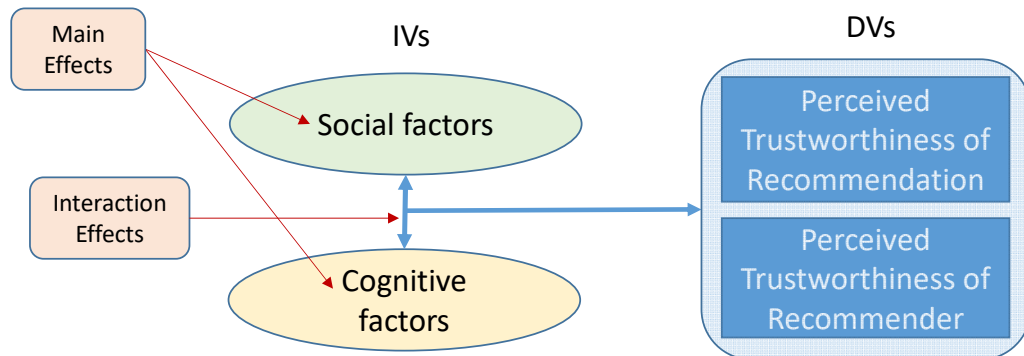 Main
Effects
IVs
DVs
Social factors
Perceived
Trustworthiness of
Recommendation
Interaction
Effects
Cognitive
factors
Perceived
Trustworthiness of
Recommender